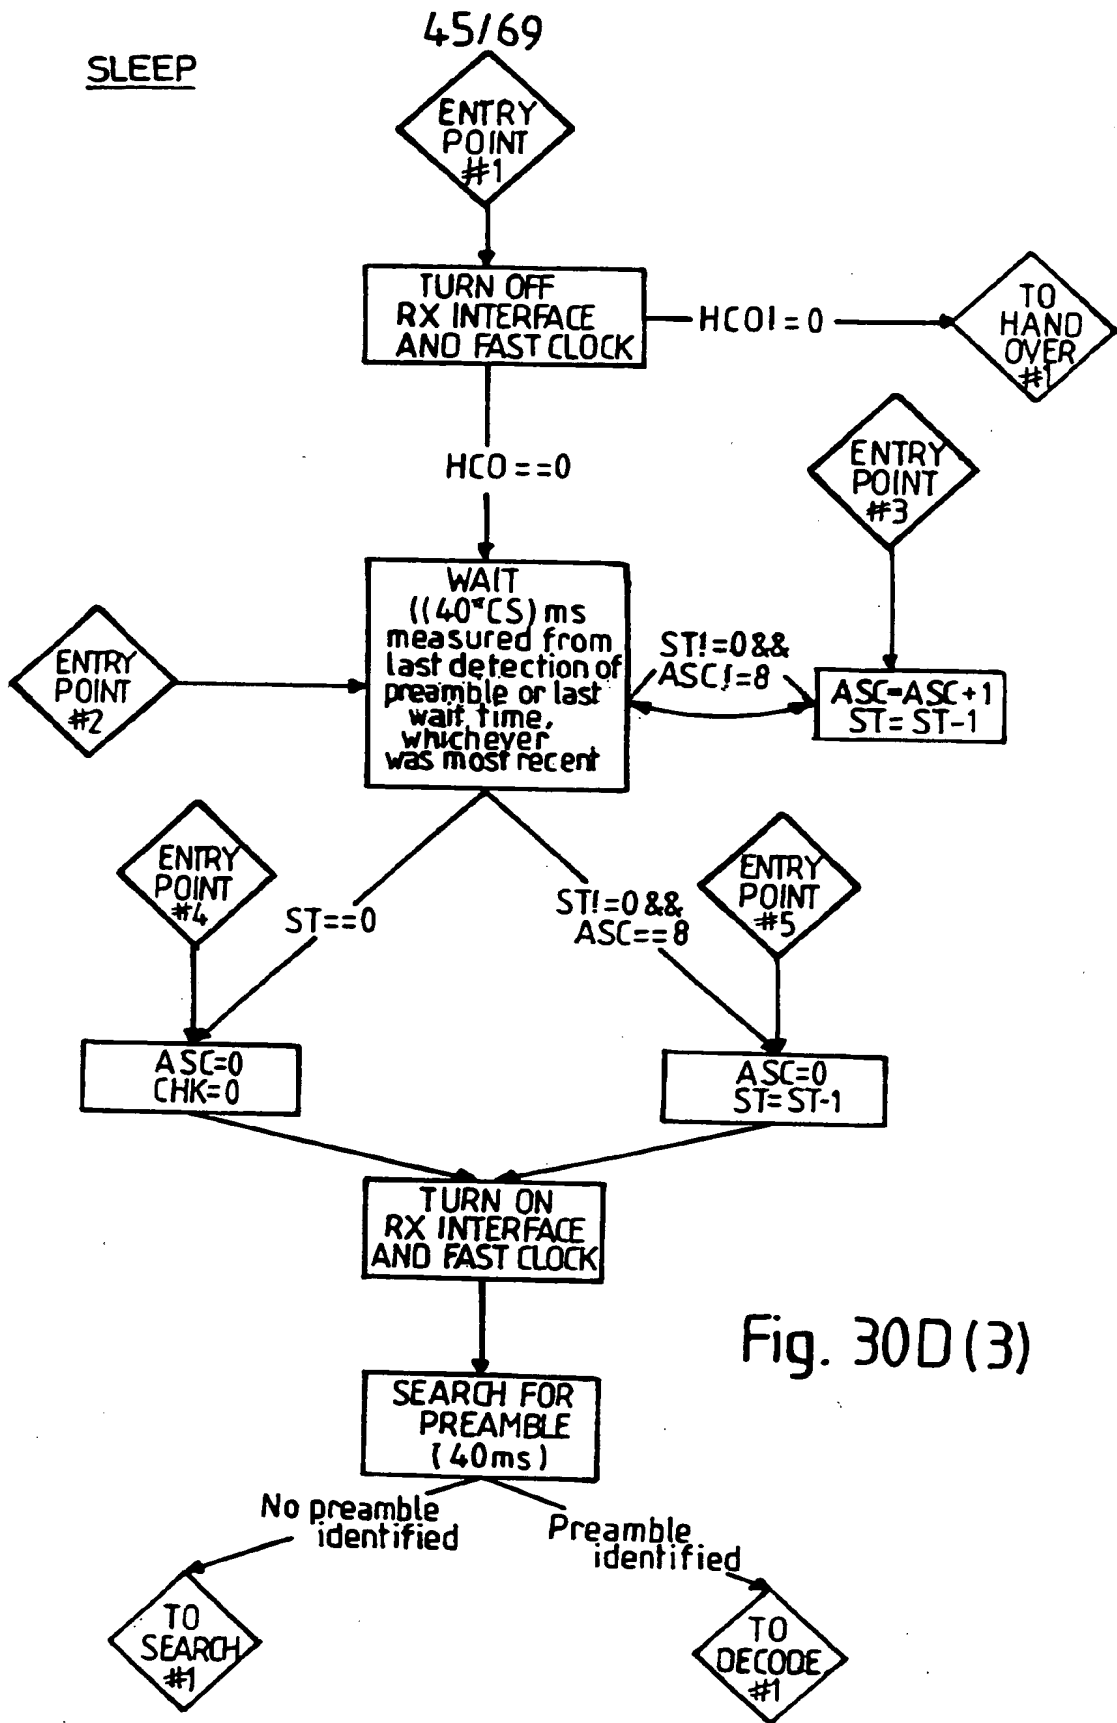 45/69
SLEEP
ENTRY
POINT
#1
TURN OFF
RX INTERFACE
AND FAST CLOCK
HCO!=0
TO
HAND
OVER
#1
HCO==0
ENTRY
POINT
#3
WAIT
((40*CS) ms
measured from
last detection of
preamble or last
wait time,
whichever
was most recent
ENTRY
POINT
#2
ST!=0&&
ASC!=8
ASC=ASC+1
ST=ST-1
ENTRY
POINT
#4
ST==0
ST!=0&&
ASC==8
ENTRY
POINT
#5
ASC=0
CHK=0
ASC=0
ST=ST-1
TURN ON
RX INTERFACE
AND FAST CLOCK
SEARCH FOR
PREAMBLE
(40ms)
Fig. 30D(3)
No preamble
identified
Preamble
identified
TO
SEARCH
#1
TO
DECODE
#1